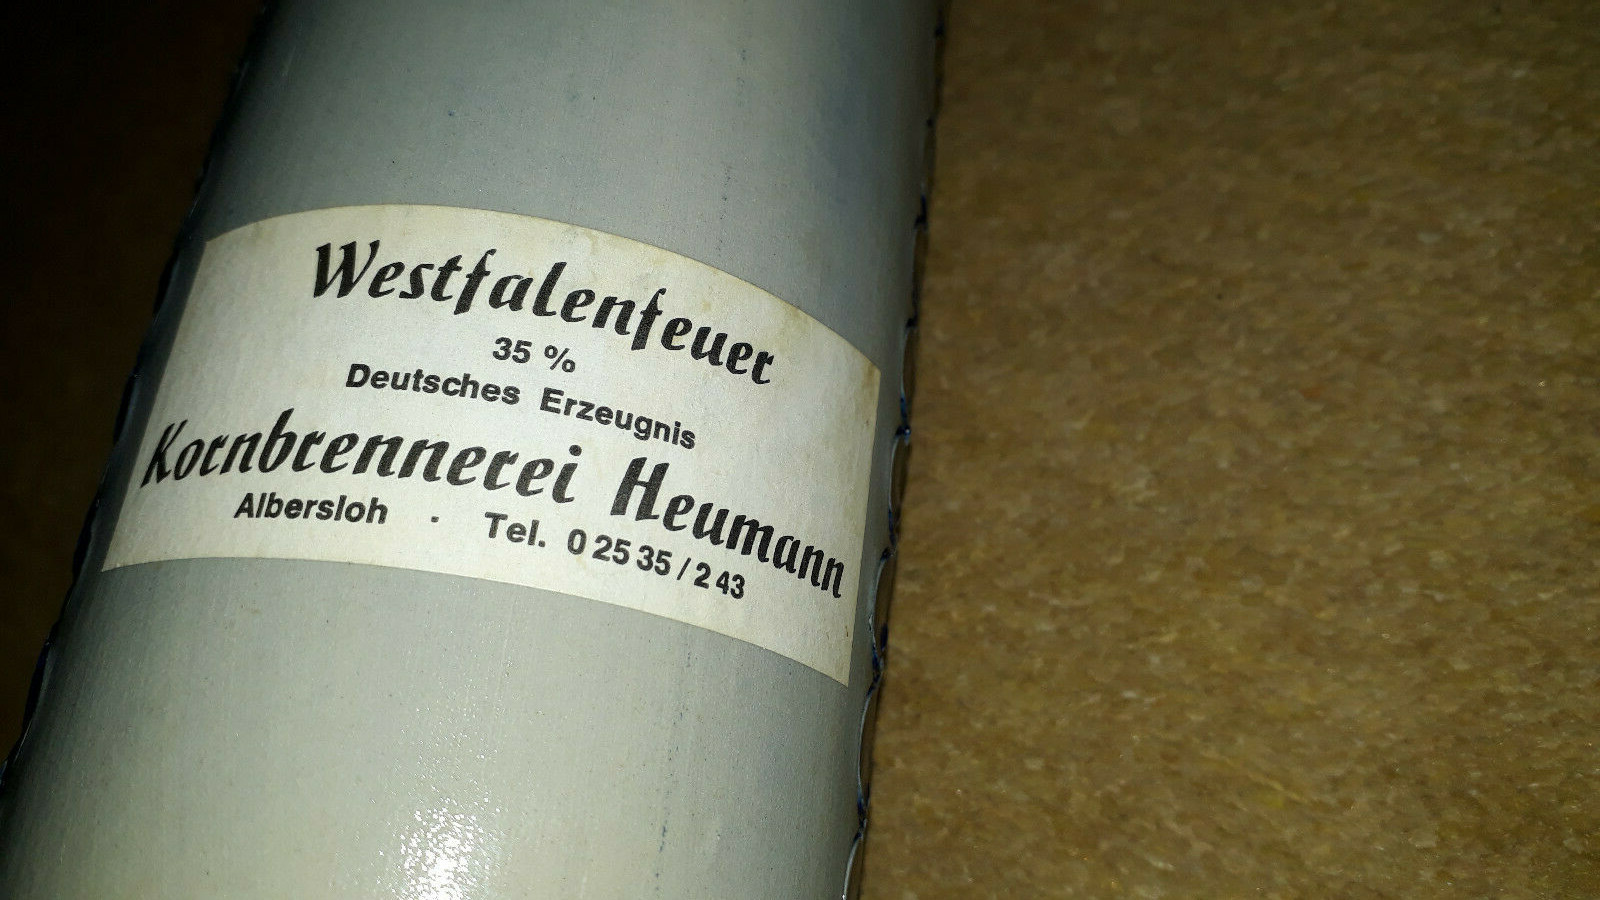 Westfalenfeuer
35 %
Deutsches Erzeugnis
Kornbrennerei Heumann
Albersloh · Tel. 0 25 35 / 2 43